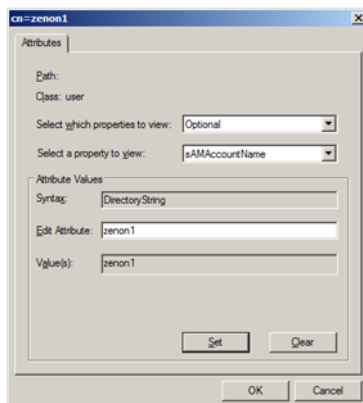 cn=zenon1
Attributes
Path:
Class: user
Select which properties to view: Optional
Select a property to view: sAMAccountName
Attribute Values
Syntax: DirectoryString
Edit Attribute: zenon1
Value(s): zenon1
Set Clear
OK Cancel